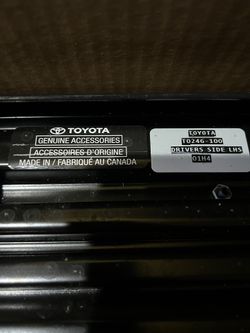 TOYOTA
GENUINE ACCESSORIES
ACCESSOIRES D'ORIGINE
MADE IN / FABRIQUÉ AU CANADA
TOYOTA
T0246-100
DRIVERS SIDE LHS
01H4